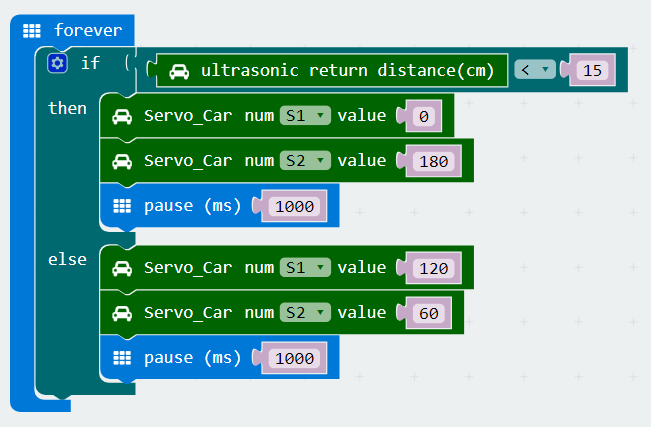 forever
if ultrasonic return distance(cm) < 15
then Servo_Car num S1 value 0
Servo_Car num S2 value 180
pause (ms) 1000
else Servo_Car num S1 value 120
Servo_Car num S2 value 60
pause (ms) 1000